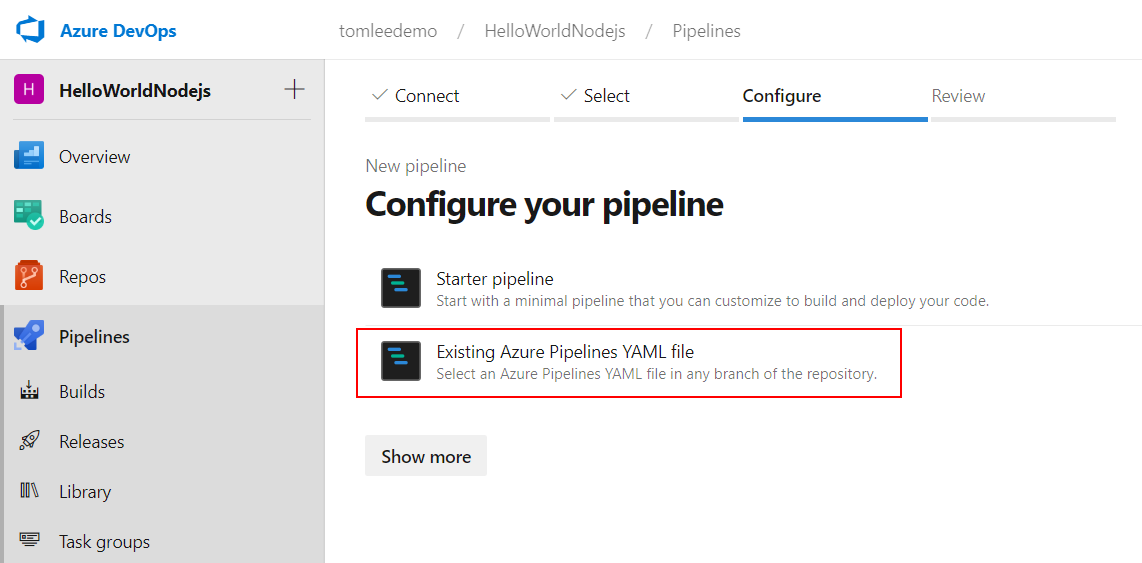 Azure DevOps
tomleedemo / HelloWorldNodejs / Pipelines
H HelloWorldNodejs
Overview
Boards
Repos
Pipelines
Builds
Releases
Library
Task groups
Connect Select Configure Review
New pipeline
Configure your pipeline
Starter pipeline
Start with a minimal pipeline that you can customize to build and deploy your code.
Existing Azure Pipelines YAML file
Select an Azure Pipelines YAML file in any branch of the repository.
Show more